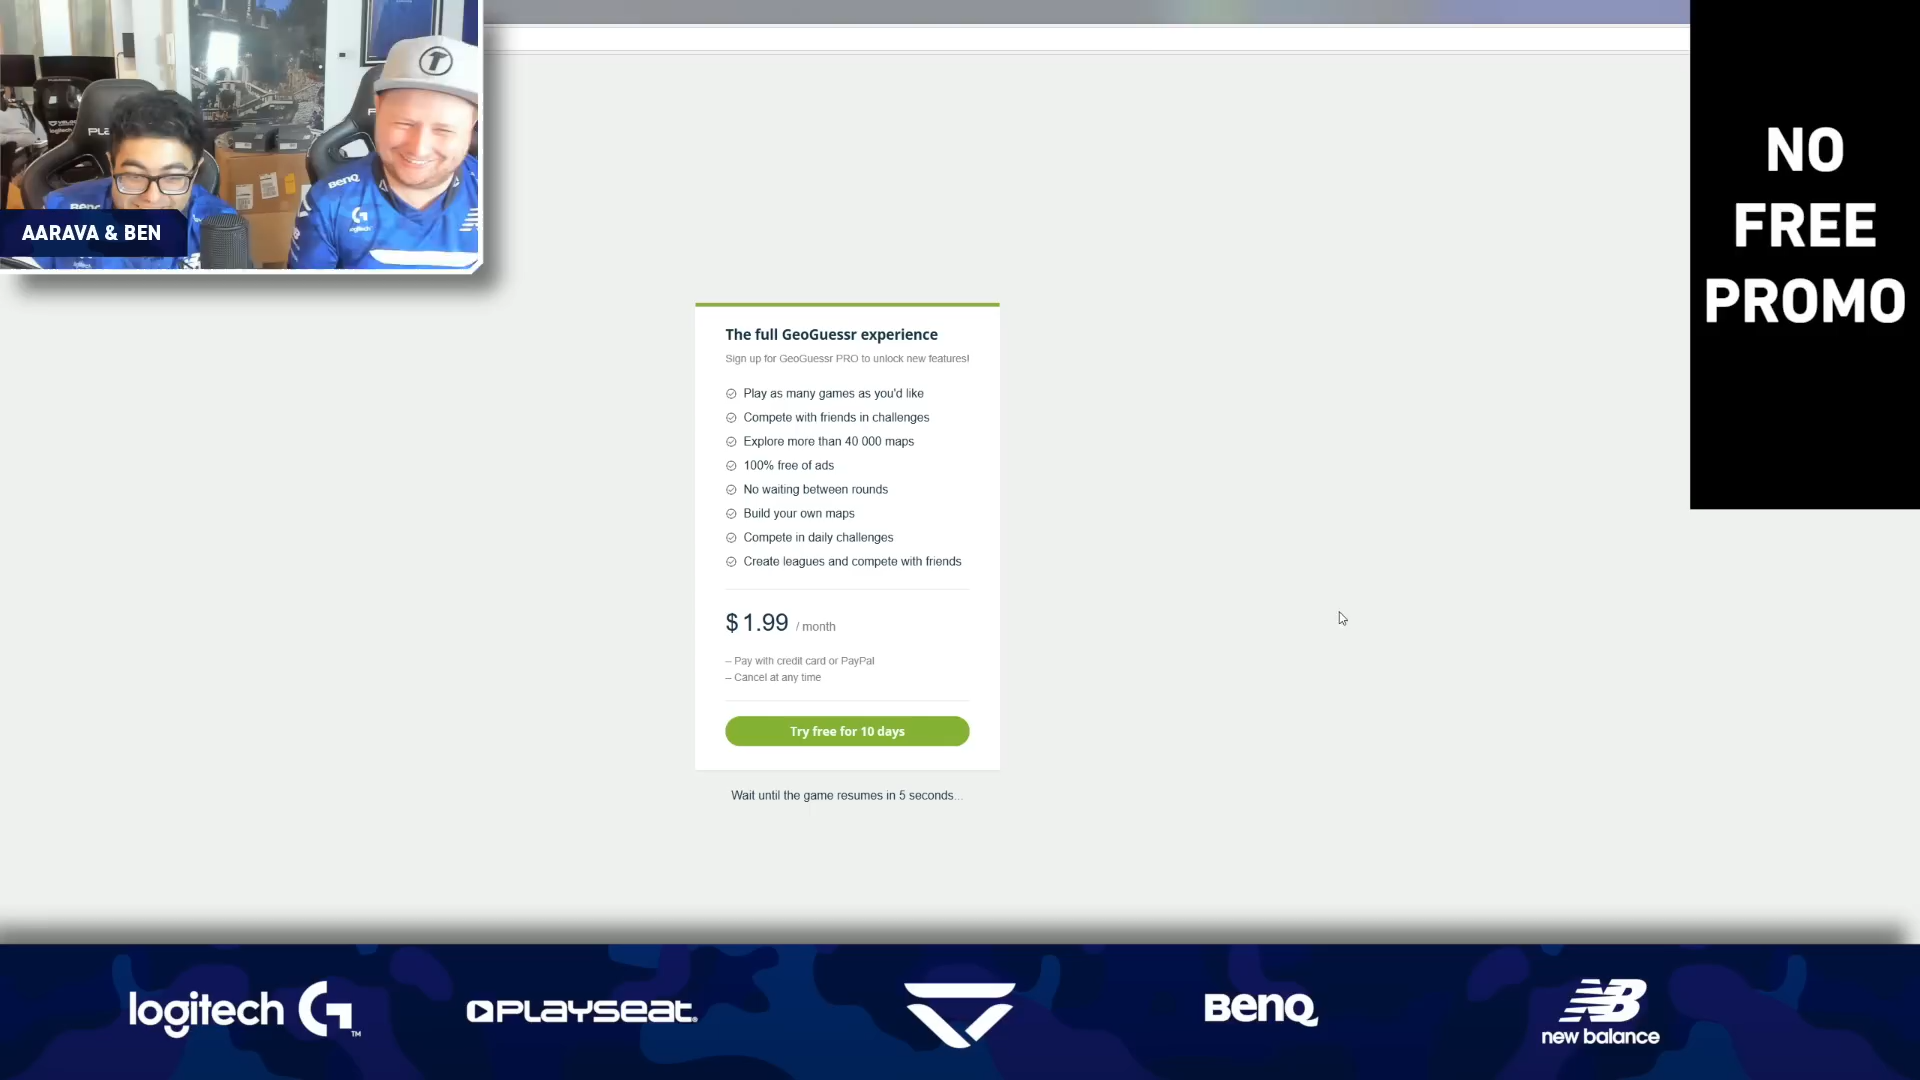 AARAVA & BEN
BenQ
logitech
NO
FREE
PROMO
The full GeoGuessr experience
Sign up for GeoGuessr PRO to unlock new features!
Play as many games as you'd like
Compete with friends in challenges
Explore more than 40 000 maps
100% free of ads
No waiting between rounds
Build your own maps
Compete in daily challenges
Create leagues and compete with friends
$ 1.99 / month
– Pay with credit card or PayPal
– Cancel at any time
Try free for 10 days
Wait until the game resumes in 5 seconds...
logitech G™
PLAYSEAT®
BenQ
NB
new balance